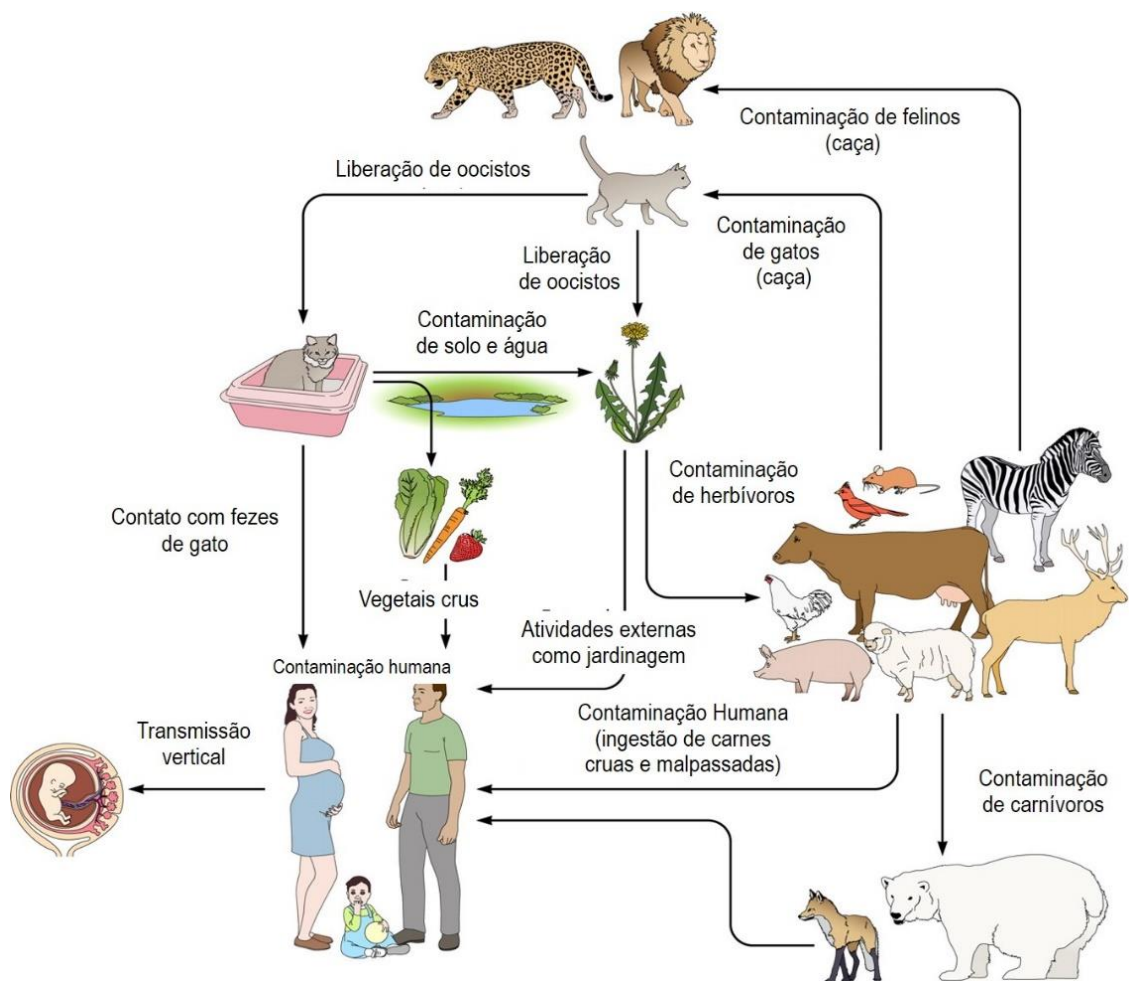 Contaminação de felinos
(caça)
Liberação de oocistos
Contaminação
de gatos
(caça)
Liberação
de oocistos
Contaminação
de solo e água
Contaminação
de herbívoros
Contato com fezes
de gato
Vegetais crus
Atividades externas
como jardinagem
Contaminação humana
Contaminação Humana
(ingestão de carnes
cruas e malpassadas)
Transmissão
vertical
Contaminação
de carnívoros